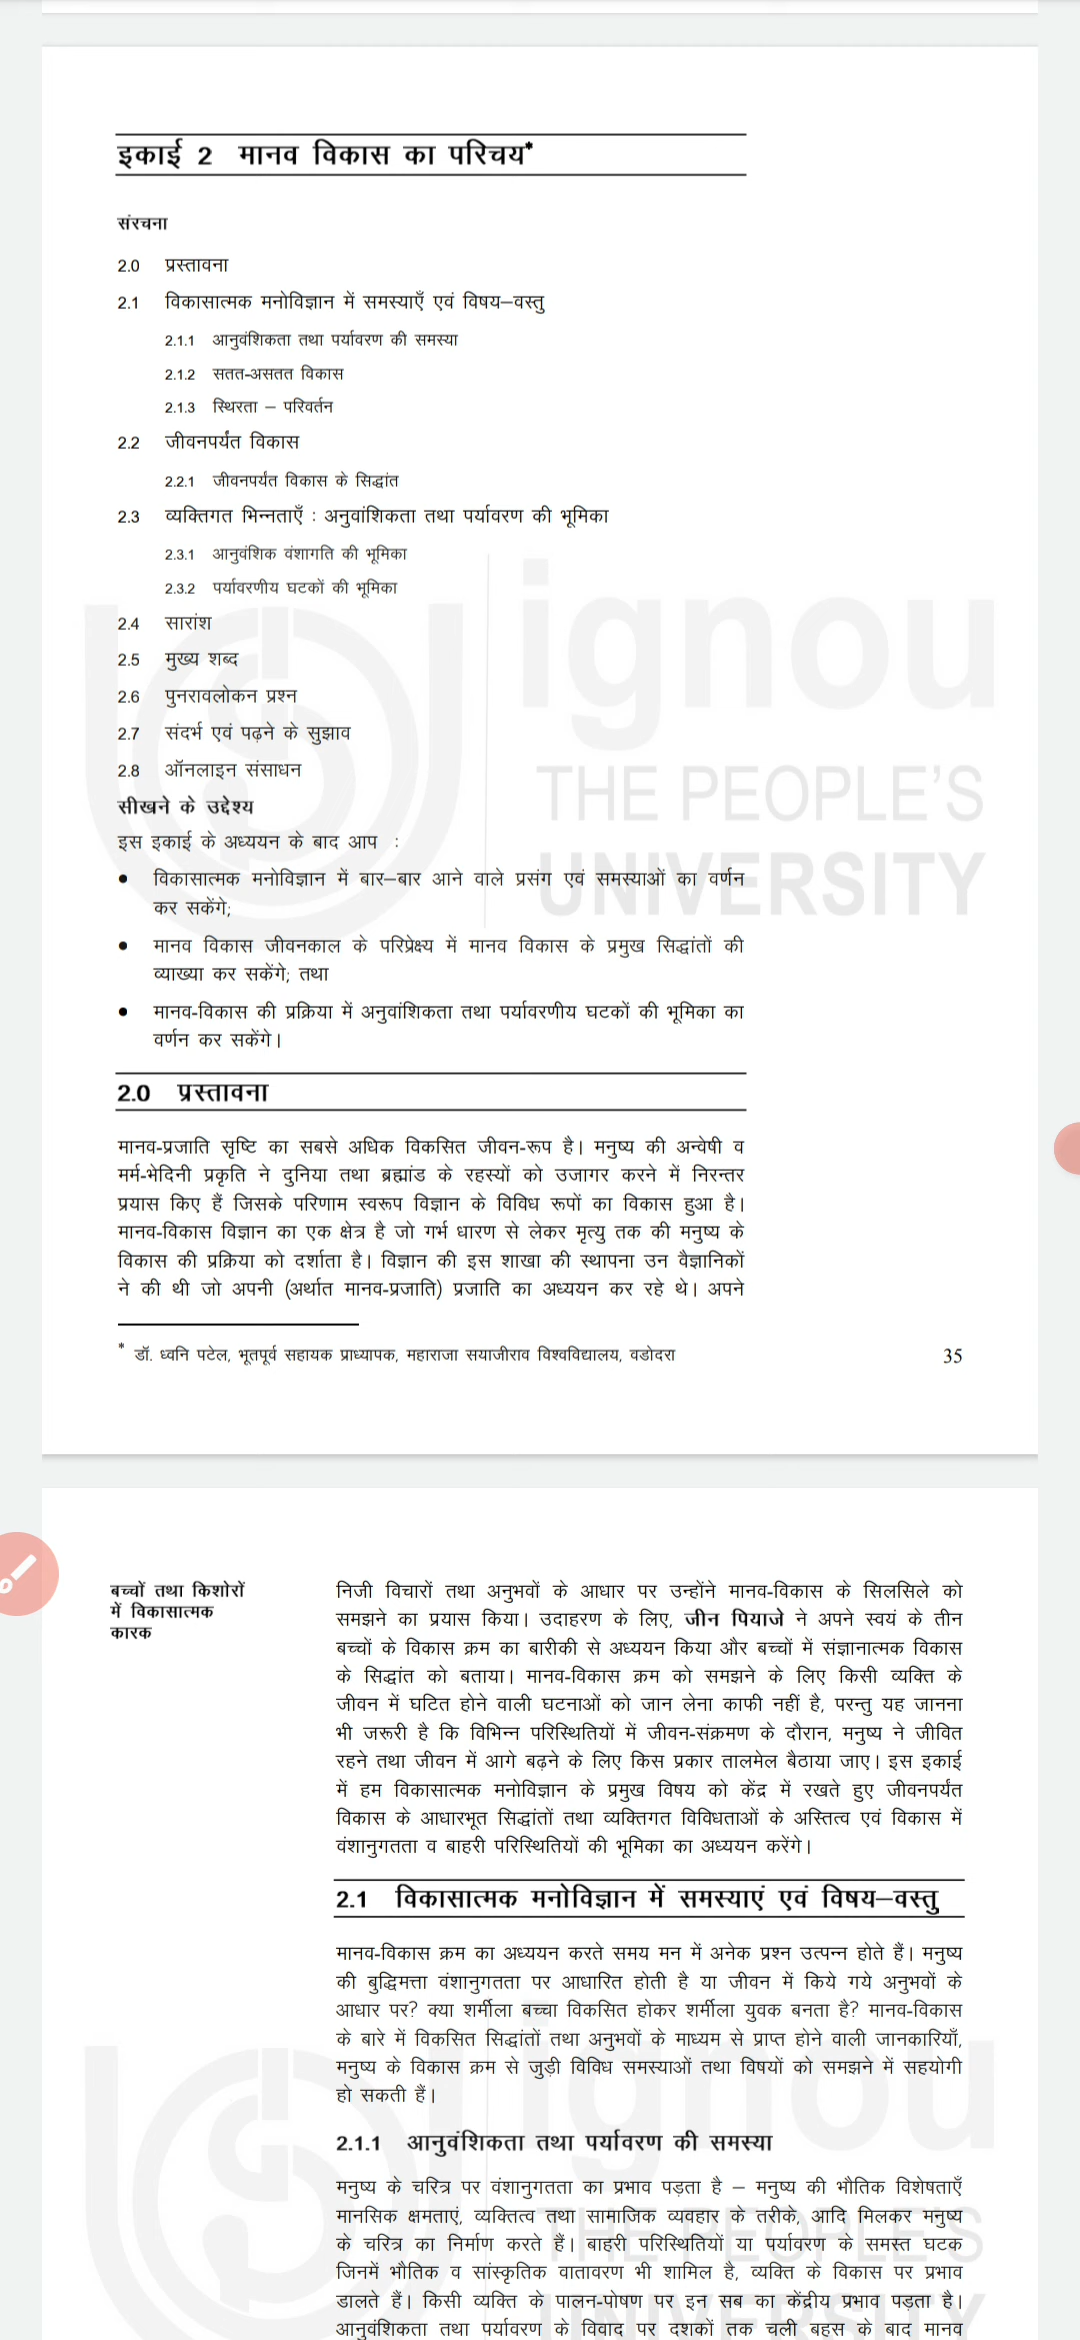 इकाई 2 मानव विकास का परिचय*
संरचना
2.0 प्रस्तावना
2.1 विकासात्मक मनोविज्ञान में समस्याएँ एवं विषय–वस्तु
2.1.1 आनुवंशिकता तथा पर्यावरण की समस्या
2.1.2 सतत-असतत विकास
2.1.3 स्थिरता – परिवर्तन
2.2 जीवनपर्यंत विकास
2.2.1 जीवनपर्यंत विकास के सिद्धांत
2.3 व्यक्तिगत भिन्नताएँ : अनुवांशिकता तथा पर्यावरण की भूमिका
2.3.1 आनुवंशिक वंशागति की भूमिका
2.3.2 पर्यावरणीय घटकों की भूमिका
2.4 सारांश
2.5 मुख्य शब्द
2.6 पुनरावलोकन प्रश्न
2.7 संदर्भ एवं पढ़ने के सुझाव
2.8 ऑनलाइन संसाधन
ignou
THE PEOPLE'S
UNIVERSITY
सीखने के उद्देश्य
इस इकाई के अध्ययन के बाद आप :
• विकासात्मक मनोविज्ञान में बार–बार आने वाले प्रसंग एवं समस्याओं का वर्णन
कर सकेंगे;
• मानव विकास जीवनकाल के परिप्रेक्ष्य में मानव विकास के प्रमुख सिद्धांतों की
व्याख्या कर सकेंगे; तथा
• मानव-विकास की प्रक्रिया में अनुवांशिकता तथा पर्यावरणीय घटकों की भूमिका का
वर्णन कर सकेंगे।
2.0 प्रस्तावना
मानव-प्रजाति सृष्टि का सबसे अधिक विकसित जीवन-रूप है। मनुष्य की अन्वेषी व
मर्म-भेदिनी प्रकृति ने दुनिया तथा ब्रह्मांड के रहस्यों को उजागर करने में निरन्तर
प्रयास किए हैं जिसके परिणाम स्वरूप विज्ञान के विविध रूपों का विकास हुआ है।
मानव-विकास विज्ञान का एक क्षेत्र है जो गर्भ धारण से लेकर मृत्यु तक की मनुष्य के
विकास की प्रक्रिया को दर्शाता है। विज्ञान की इस शाखा की स्थापना उन वैज्ञानिकों
ने की थी जो अपनी (अर्थात मानव-प्रजाति) प्रजाति का अध्ययन कर रहे थे। अपने
* डॉ. ध्वनि पटेल, भूतपूर्व सहायक प्राध्यापक, महाराजा सयाजीराव विश्वविद्यालय, वडोदरा
35
बच्चों तथा किशोरों
में विकासात्मक
कारक
निजी विचारों तथा अनुभवों के आधार पर उन्होंने मानव-विकास के सिलसिले को
समझने का प्रयास किया। उदाहरण के लिए, जीन पियाजे ने अपने स्वयं के तीन
बच्चों के विकास क्रम का बारीकी से अध्ययन किया और बच्चों में संज्ञानात्मक विकास
के सिद्धांत को बताया। मानव-विकास क्रम को समझने के लिए किसी व्यक्ति के
जीवन में घटित होने वाली घटनाओं को जान लेना काफी नहीं है, परन्तु यह जानना
भी जरूरी है कि विभिन्न परिस्थितियों में जीवन-संक्रमण के दौरान, मनुष्य ने जीवित
रहने तथा जीवन में आगे बढ़ने के लिए किस प्रकार तालमेल बैठाया जाए। इस इकाई
में हम विकासात्मक मनोविज्ञान के प्रमुख विषय को केंद्र में रखते हुए जीवनपर्यंत
विकास के आधारभूत सिद्धांतों तथा व्यक्तिगत विविधताओं के अस्तित्व एवं विकास में
वंशानुगतता व बाहरी परिस्थितियों की भूमिका का अध्ययन करेंगे।
2.1 विकासात्मक मनोविज्ञान में समस्याएं एवं विषय–वस्तु
मानव-विकास क्रम का अध्ययन करते समय मन में अनेक प्रश्न उत्पन्न होते हैं। मनुष्य
की बुद्धिमत्ता वंशानुगतता पर आधारित होती है या जीवन में किये गये अनुभवों के
आधार पर? क्या शर्मीला बच्चा विकसित होकर शर्मीला युवक बनता है? मानव-विकास
के बारे में विकसित सिद्धांतों तथा अनुभवों के माध्यम से प्राप्त होने वाली जानकारियाँ,
मनुष्य के विकास क्रम से जुड़ी विविध समस्याओं तथा विषयों को समझने में सहयोगी
हो सकती हैं।
2.1.1 आनुवंशिकता तथा पर्यावरण की समस्या
मनुष्य के चरित्र पर वंशानुगतता का प्रभाव पड़ता है – मनुष्य की भौतिक विशेषताएँ
मानसिक क्षमताएं, व्यक्तित्व तथा सामाजिक व्यवहार के तरीके, आदि मिलकर मनुष्य
के चरित्र का निर्माण करते हैं। बाहरी परिस्थितियों या पर्यावरण के समस्त घटक
जिनमें भौतिक व सांस्कृतिक वातावरण भी शामिल है, व्यक्ति के विकास पर प्रभाव
डालते हैं। किसी व्यक्ति के पालन-पोषण पर इन सब का केंद्रीय प्रभाव पड़ता है।
आनुवंशिकता तथा पर्यावरण के विवाद पर दशकों तक चली बहस के बाद मानव
ignou
THE PEOPLE'S
UNIVERSITY